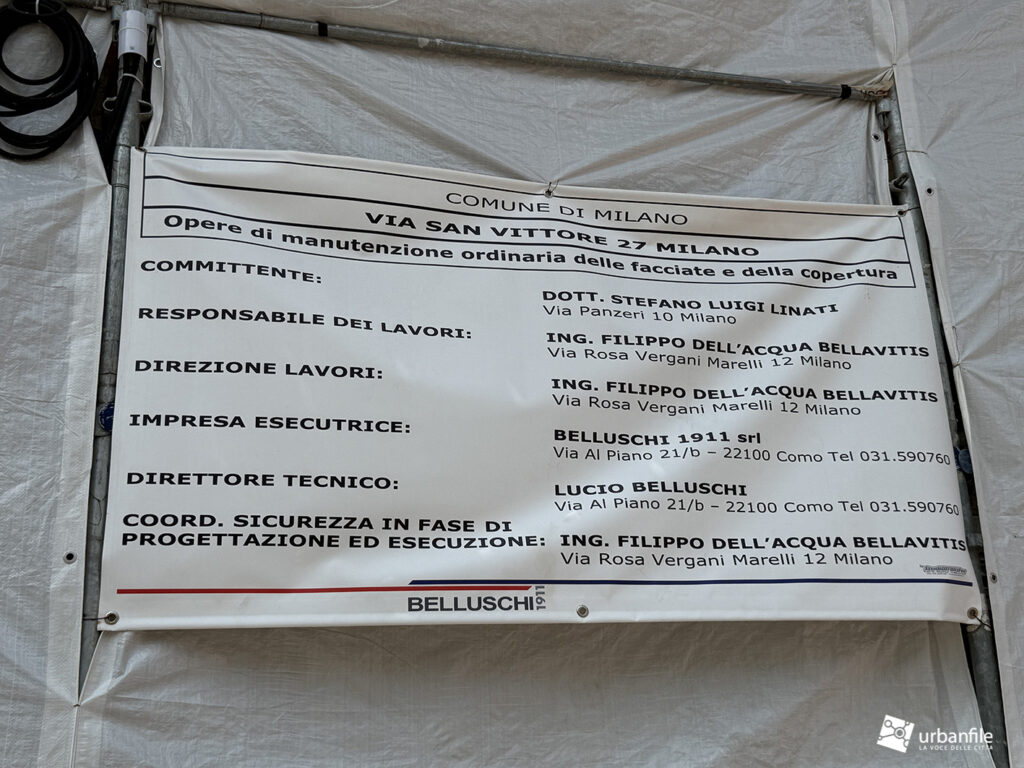 COMUNE DI MILANO
VIA SAN VITTORE 27 MILANO
Opere di manutenzione ordinaria delle facciate e della copertura
COMMITTENTE:
DOTT. STEFANO LUIGI LINATI
Via Panzeri 10 Milano
RESPONSABILE DEI LAVORI:
ING. FILIPPO DELL'ACQUA BELLAVITIS
Via Rosa Vergani Marelli 12 Milano
DIREZIONE LAVORI:
ING. FILIPPO DELL'ACQUA BELLAVITIS
Via Rosa Vergani Marelli 12 Milano
IMPRESA ESECUTRICE:
BELLUSCHI 1911 srl
Via Al Piano 21/b – 22100 Como Tel 031.590760
DIRETTORE TECNICO:
LUCIO BELLUSCHI
Via Al Piano 21/b – 22100 Como Tel 031.590760
COORD. SICUREZZA IN FASE DI
PROGETTAZIONE ED ESECUZIONE:
ING. FILIPPO DELL'ACQUA BELLAVITIS
Via Rosa Vergani Marelli 12 Milano
BELLUSCHI 1911
urbanfile
LA VOCE DELLE CITTÀ